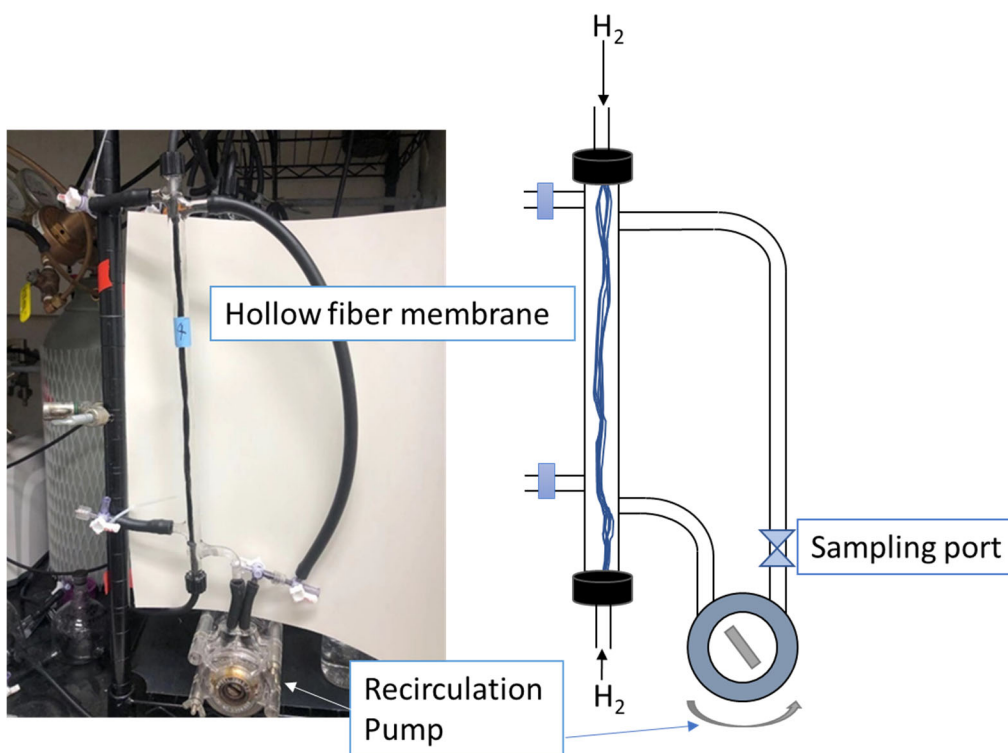 H₂
Hollow fiber membrane
Sampling port
Recirculation
Pump
H₂